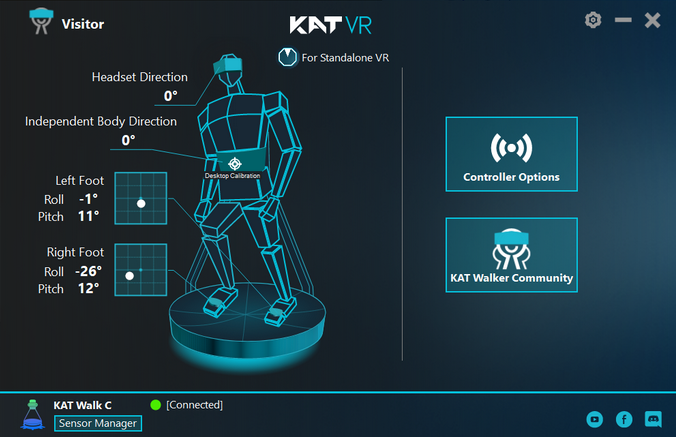 Visitor
KAT VR
For Standalone VR
Headset Direction
0°
Independent Body Direction
0°
Desktop Calibration
Left Foot
Roll -1°
Pitch 11°
Right Foot
Roll -26°
Pitch 12°
Controller Options
KAT Walker Community
KAT Walk C
[Connected]
Sensor Manager